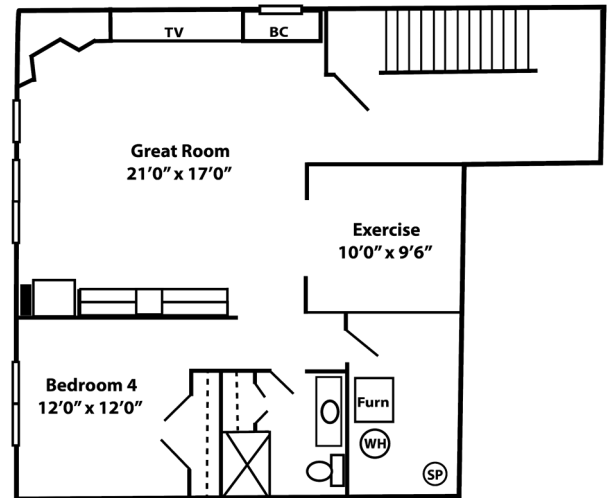 TV
BC
Great Room
21'0” x 17'0”
Exercise
10'0” x 9'6”
Bedroom 4
12'0” x 12'0”
Furn
WH
SP